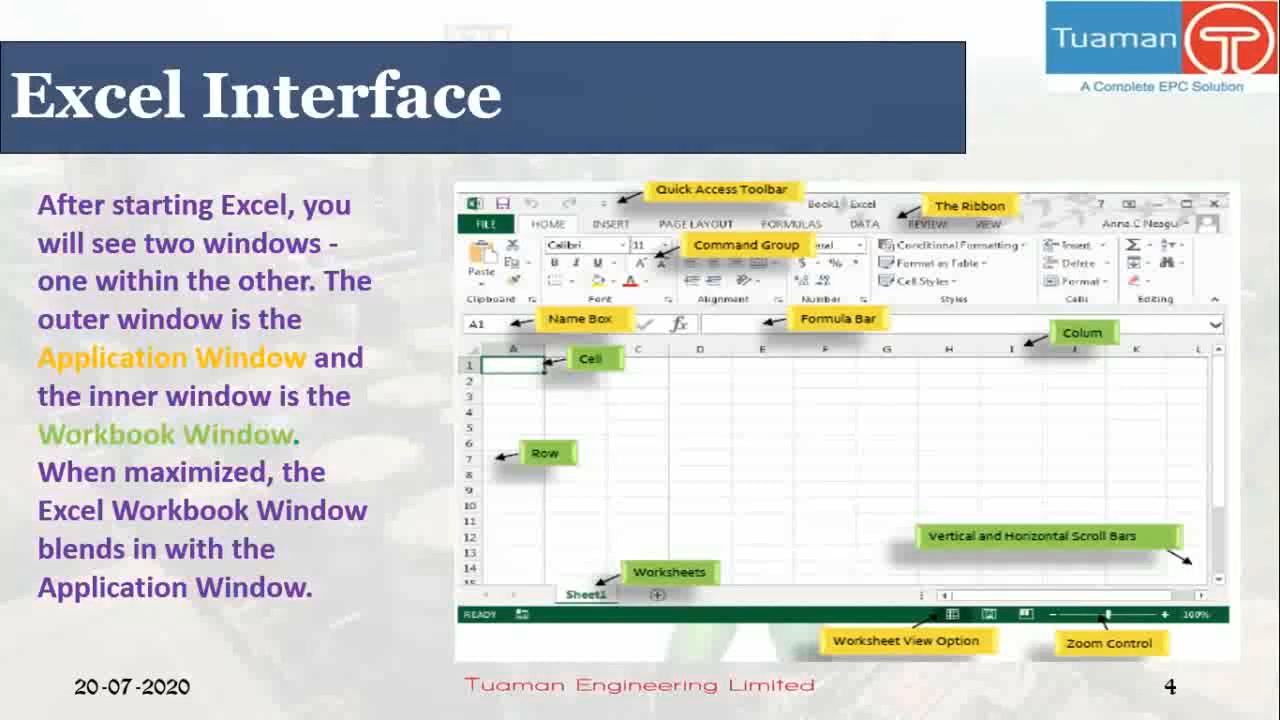 Tuaman
A Complete EPC Solution
Excel Interface
After starting Excel, you
will see two windows -
one within the other. The
outer window is the
Application Window and
the inner window is the
Workbook Window.
When maximized, the
Excel Workbook Window
blends in with the
Application Window.
Quick Access Toolbar
Book1 - Excel
The Ribbon
?
FILE HOME INSERT PAGE LAYOUT FORMULAS DATA REVIEW VIEW
Calibri 11
Command Group
Conditional Formatting
Insert
Paste
B I U A A
$ % ,
Format as Table
Delete
A
Cell Styles
Format
Clipboard Font Alignment Number Styles Cells Editing
A1
Name Box
fx
Formula Bar
Colum
A C D E F G H I J K L
Cell
1
2
3
4
5
6
Row
7
8
9
10
11
12
Vertical and Horizontal Scroll Bars
13
14
15
Worksheets
Sheet1
READY
100%
Worksheet View Option
Zoom Control
20-07-2020
Tuaman Engineering Limited
4